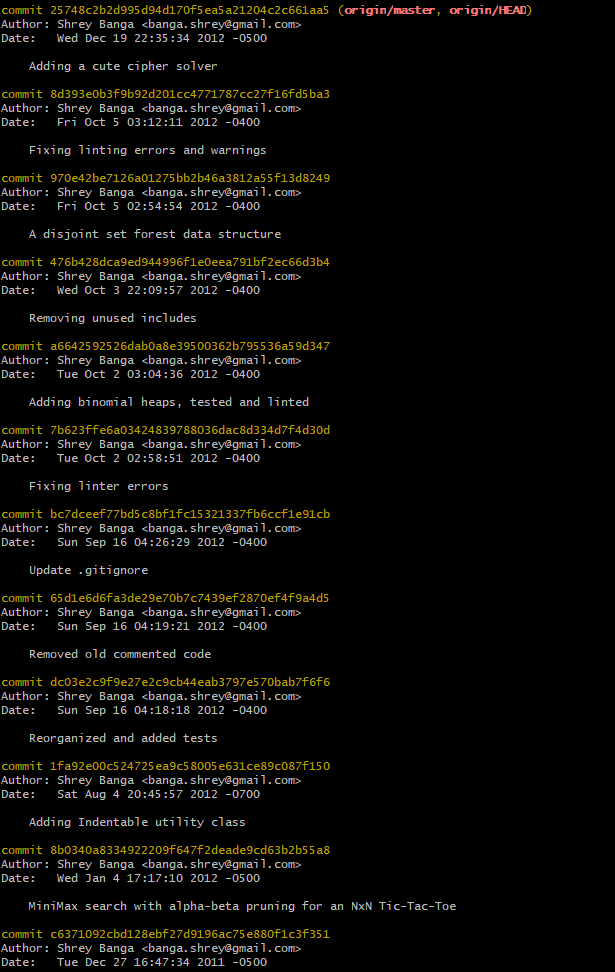 commit 25748c2b2d995d94d170f5ea5a21204c2c661aa5 (origin/master, origin/HEAD)
Author: Shrey Banga <banga.shrey@gmail.com>
Date:   Wed Dec 19 22:35:34 2012 -0500
Adding a cute cipher solver
commit 8d393e0b3f9b92d201cc4771787cc27f16fd5ba3
Author: Shrey Banga <banga.shrey@gmail.com>
Date:   Fri Oct 5 03:12:11 2012 -0400
Fixing linting errors and warnings
commit 970e42be7126a01275bb2b46a3812a55f13d8249
Author: Shrey Banga <banga.shrey@gmail.com>
Date:   Fri Oct 5 02:54:54 2012 -0400
A disjoint set forest data structure
commit 476b428dca9ed944996f1e0eea791bf2ec66d3b4
Author: Shrey Banga <banga.shrey@gmail.com>
Date:   Wed Oct 3 22:09:57 2012 -0400
Removing unused includes
commit a6642592526dab0a8e39500362b795536a59d347
Author: Shrey Banga <banga.shrey@gmail.com>
Date:   Tue Oct 2 03:04:36 2012 -0400
Adding binomial heaps, tested and linted
commit 7b623ffe6a03424839788036dac8d334d7f4d30d
Author: Shrey Banga <banga.shrey@gmail.com>
Date:   Tue Oct 2 02:58:51 2012 -0400
Fixing linter errors
commit bc7dceef77bd5c8bf1fc15321337fb6ccf1e91cb
Author: Shrey Banga <banga.shrey@gmail.com>
Date:   Sun Sep 16 04:26:29 2012 -0400
Update .gitignore
commit 65d1e6d6fa3de29e70b7c7439ef2870ef4f9a4d5
Author: Shrey Banga <banga.shrey@gmail.com>
Date:   Sun Sep 16 04:19:21 2012 -0400
Removed old commented code
commit dc03e2c9f9e27e2c9cb44eab3797e570bab7f6f6
Author: Shrey Banga <banga.shrey@gmail.com>
Date:   Sun Sep 16 04:18:18 2012 -0400
Reorganized and added tests
commit 1fa92e00c524725ea9c58005e631ce89c087f150
Author: Shrey Banga <banga.shrey@gmail.com>
Date:   Sat Aug 4 20:45:57 2012 -0700
Adding Indentable utility class
commit 8b0340a8334922209f647f2deade9cd63b2b55a8
Author: Shrey Banga <banga.shrey@gmail.com>
Date:   Wed Jan 4 17:17:10 2012 -0500
MiniMax search with alpha-beta pruning for an NxN Tic-Tac-Toe
commit c6371092cbd128ebf27d9196ac75e880f1c3f351
Author: Shrey Banga <banga.shrey@gmail.com>
Date:   Tue Dec 27 16:47:34 2011 -0500